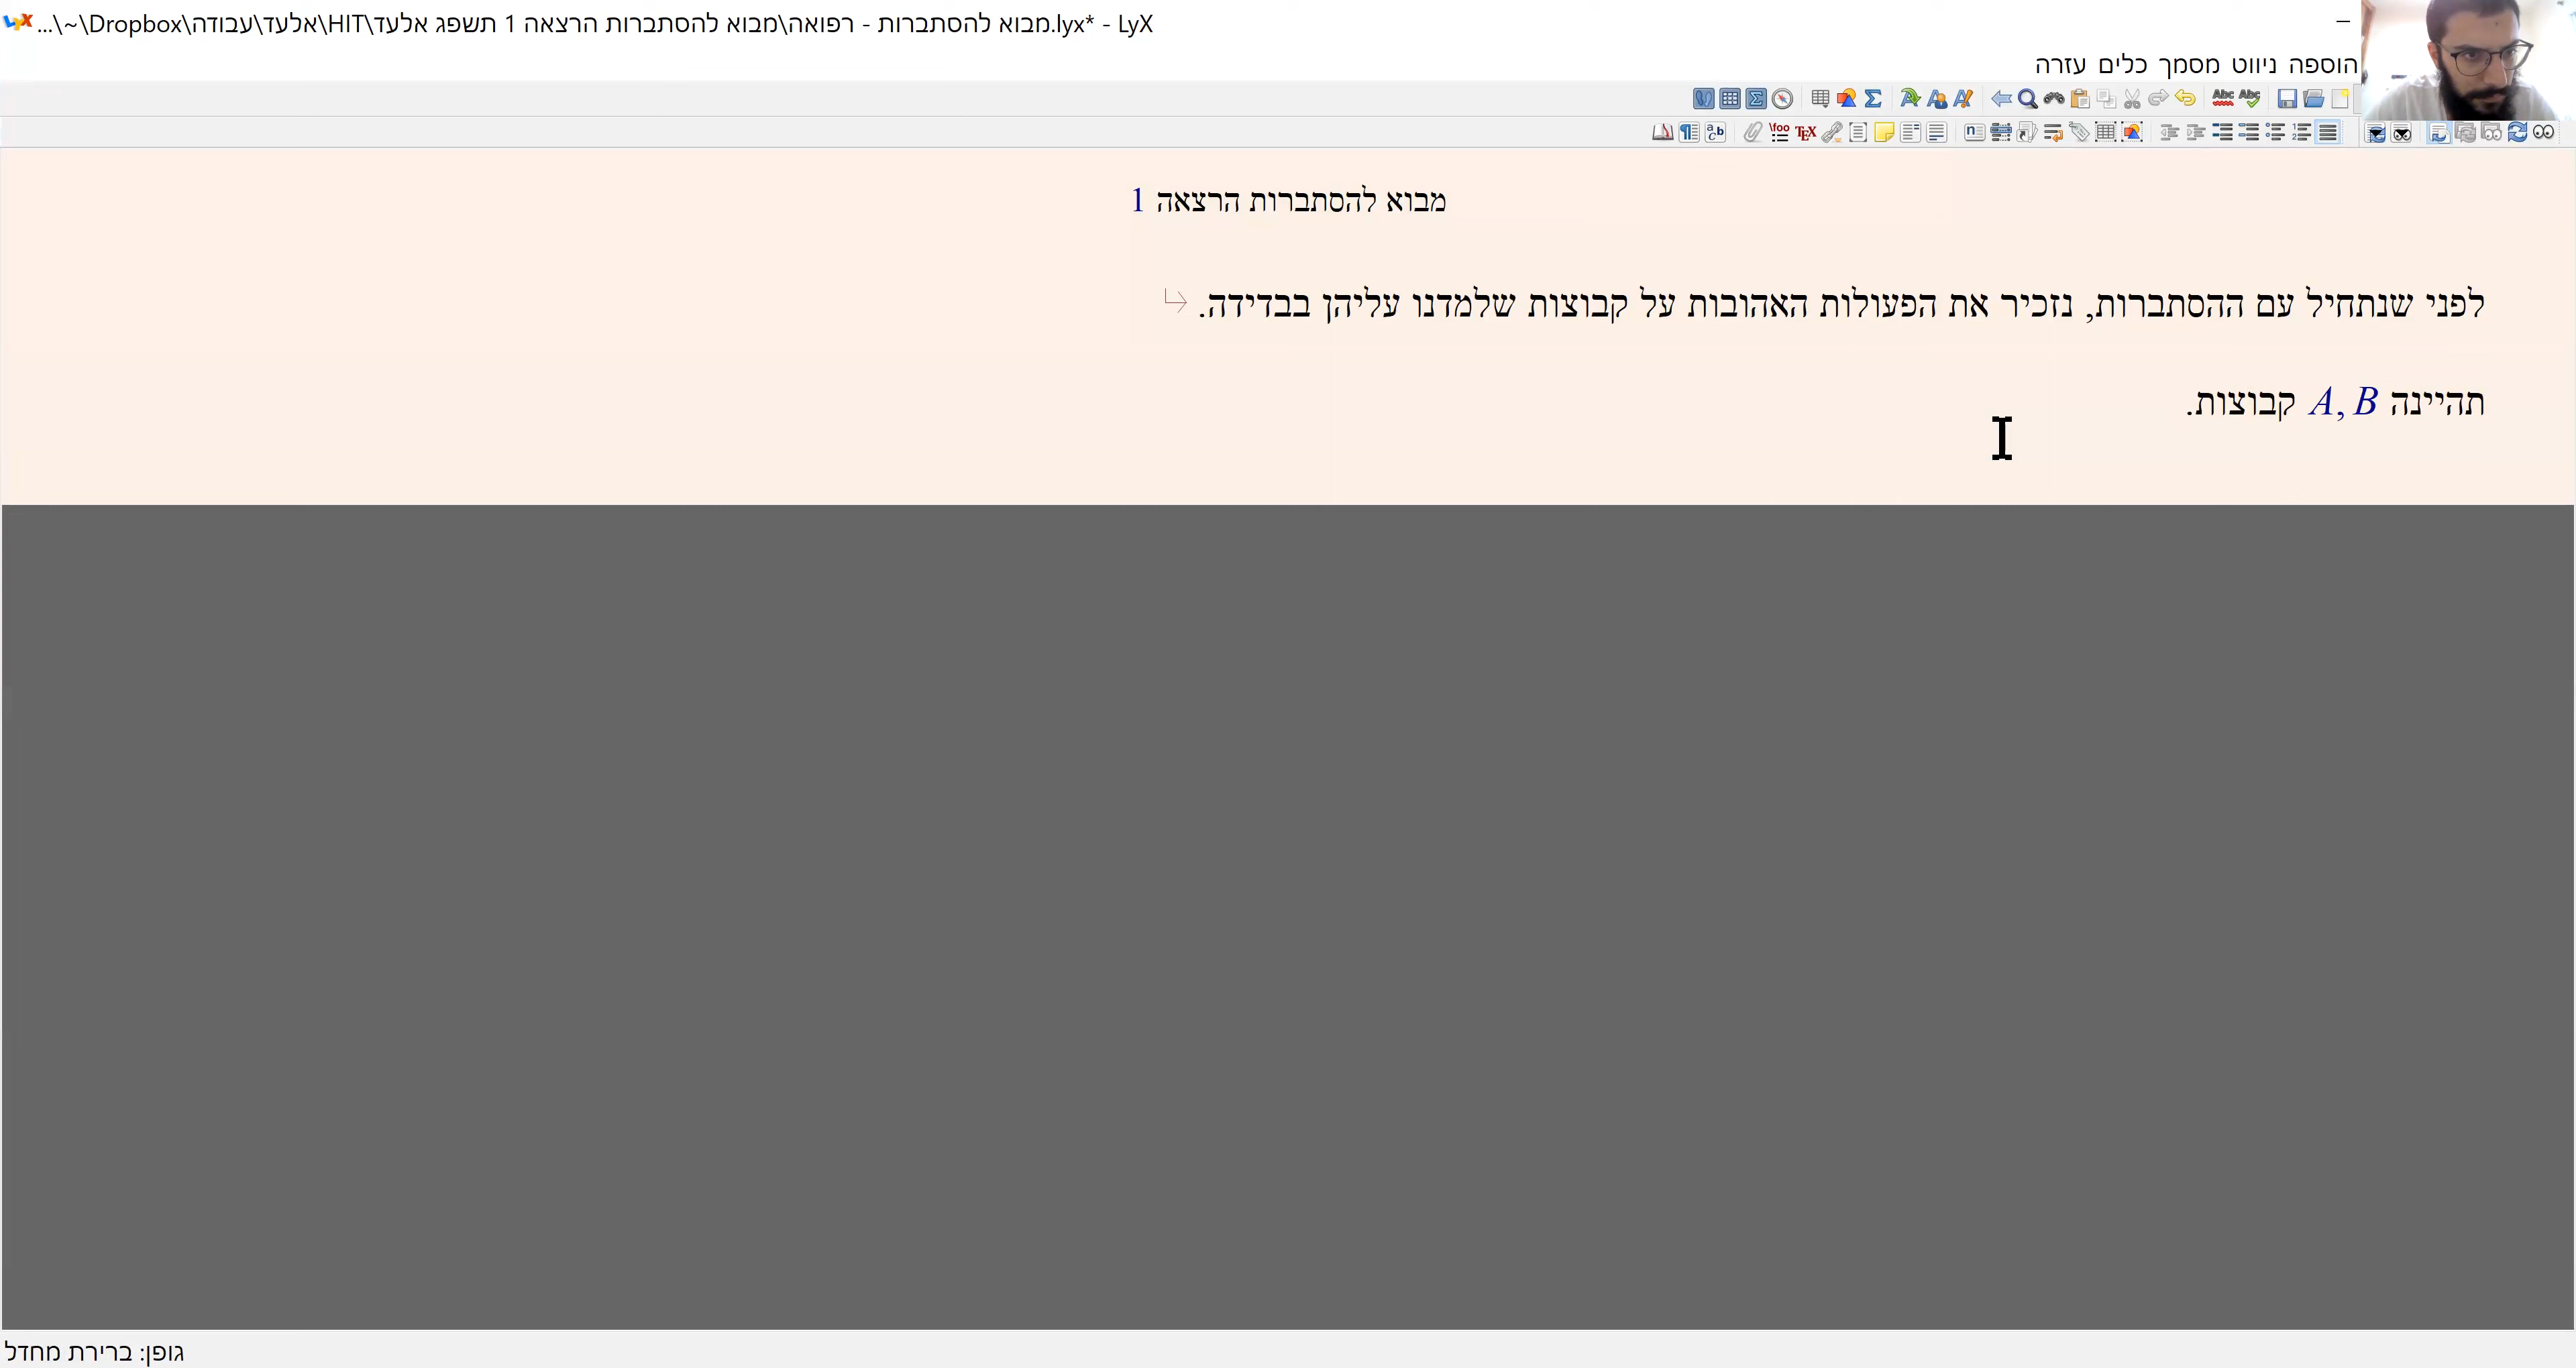 ...\~\Dropbox\עבודה\אלעד\HIT\מבוא להסתברות - רפואה\מבוא להסתברות הרצאה 1 תשפג אלעד.lyx* - LyX
הוספה ניווט מסמך כלים עזרה
מבוא להסתברות הרצאה 1
לפני שנתחיל עם ההסתברות, נזכיר את הפעולות האהובות על קבוצות שלמדנו עליהן בבדידה.
תהיינה A, B קבוצות.
גופן: ברירת מחדל